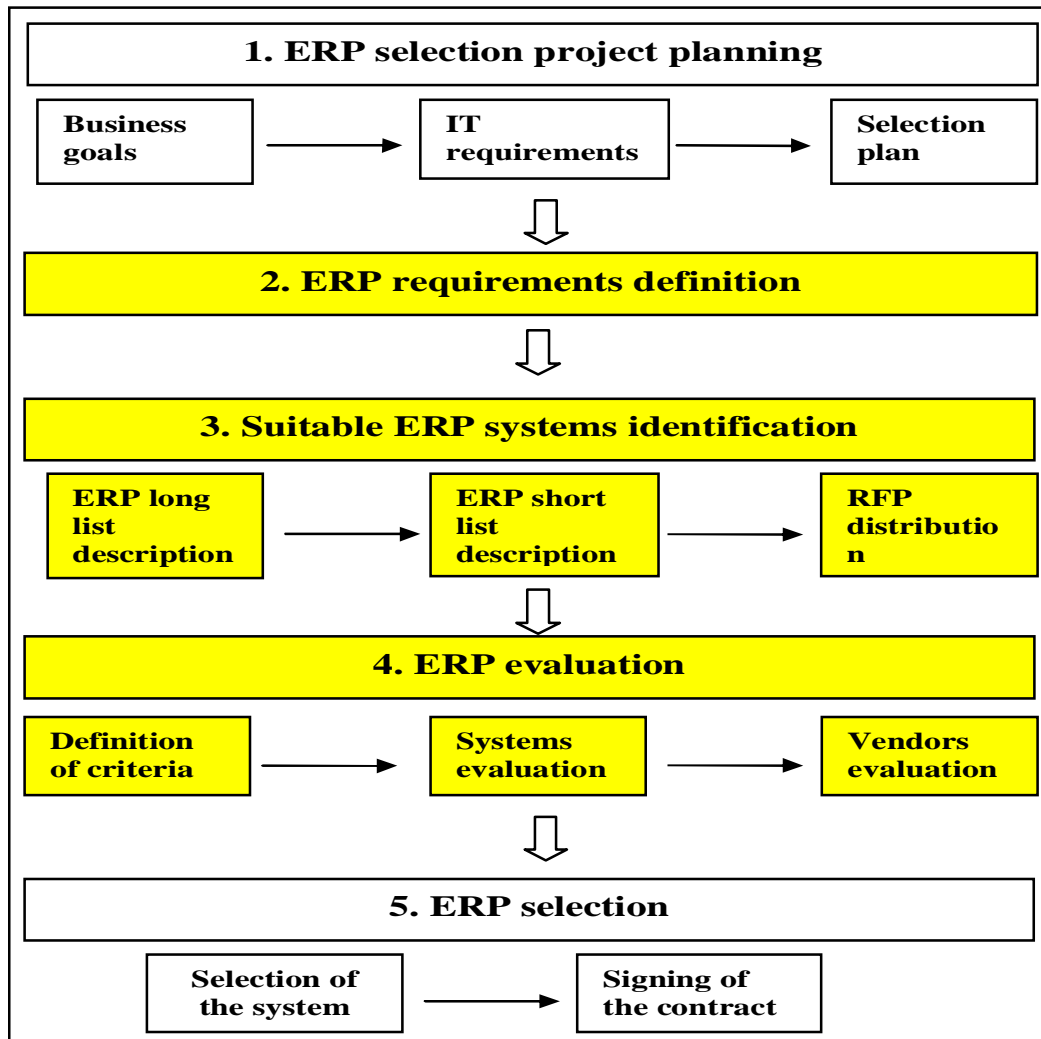 1. ERP selection project planning
Business
goals
IT
requirements
Selection
plan
2. ERP requirements definition
3. Suitable ERP systems identification
ERP long
list
description
ERP short
list
description
RFP
distributio
n
4. ERP evaluation
Definition
of criteria
Systems
evaluation
Vendors
evaluation
5. ERP selection
Selection of
the system
Signing of
the contract